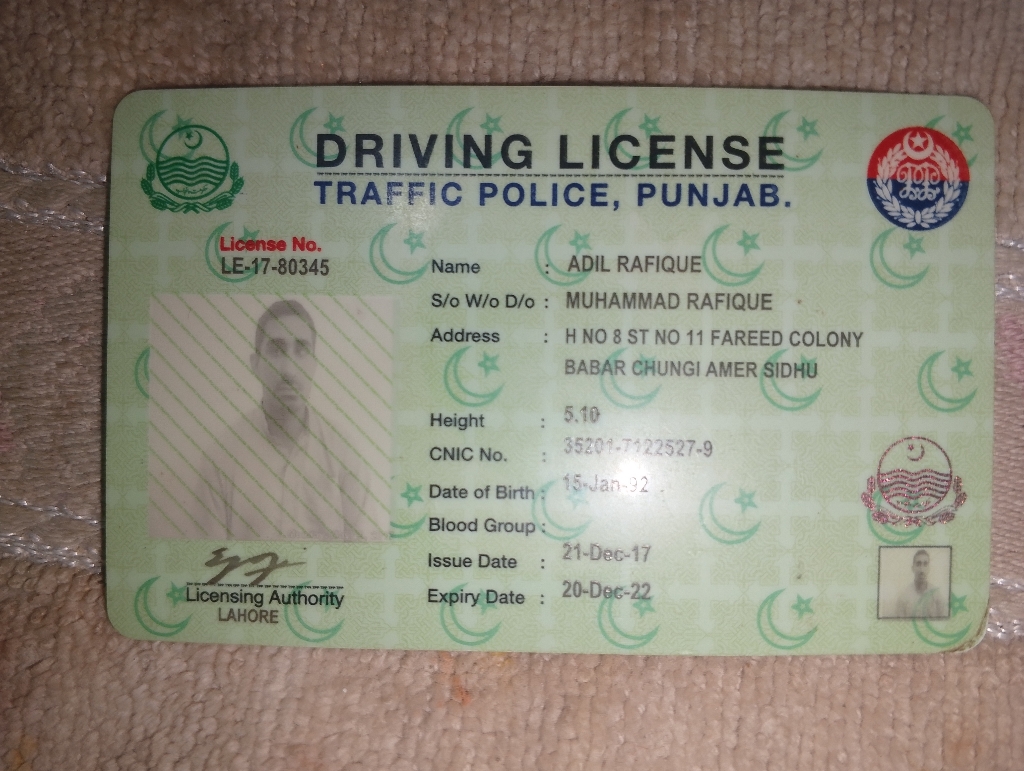 DRIVING LICENSE
TRAFFIC POLICE, PUNJAB.
License No.
LE-17-80345
Name : ADIL RAFIQUE
S/o W/o D/o : MUHAMMAD RAFIQUE
Address : H NO 8 ST NO 11 FAREED COLONY
BABAR CHUNGI AMER SIDHU
Height : 5.10
CNIC No. : 35201-7122527-9
Date of Birth : 15-Jan-92
Blood Group :
Issue Date : 21-Dec-17
Expiry Date : 20-Dec-22
Licensing Authority
LAHORE